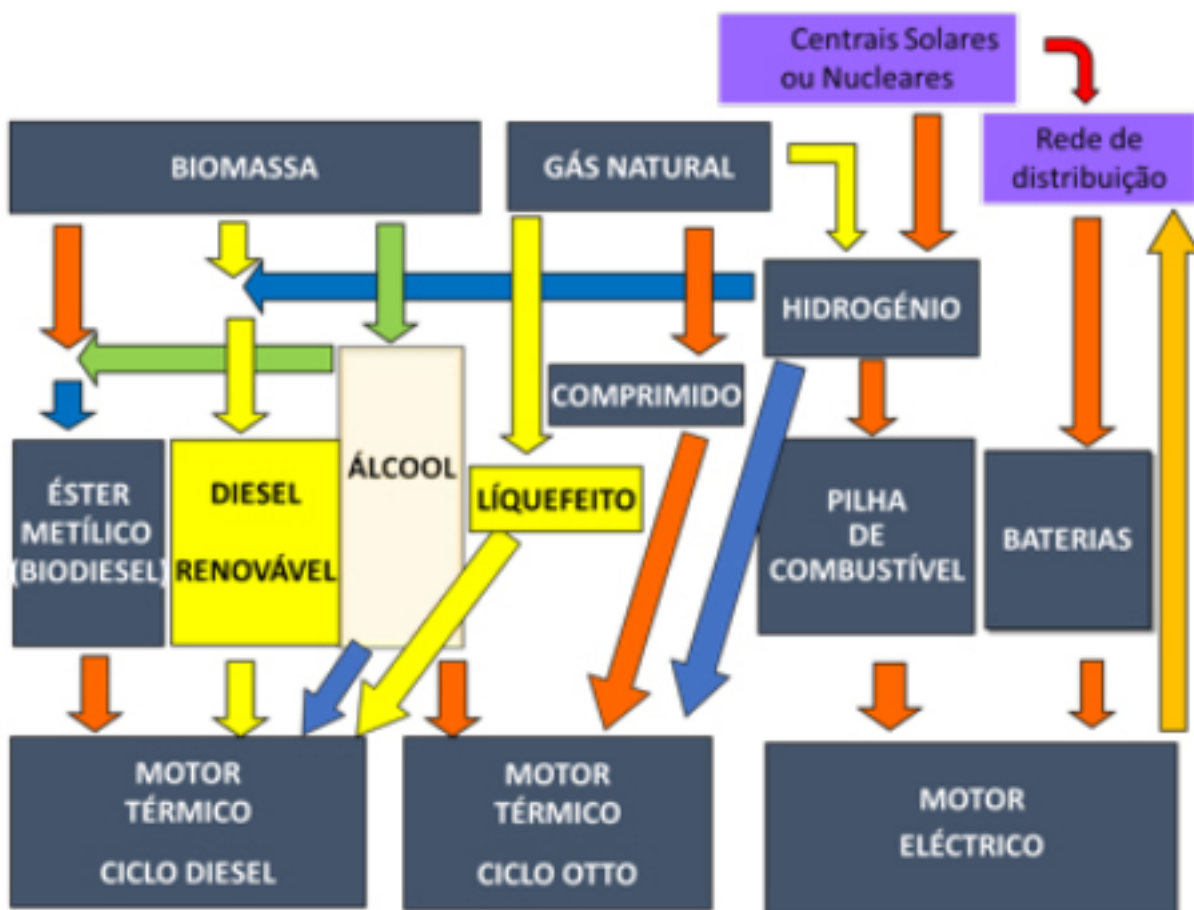 Centrais Solares
ou Nucleares
Rede de
distribuição
BIOMASSA
GÁS NATURAL
HIDROGÉNIO
COMPRIMIDO
ÁLCOOL
ÉSTER
METÍLICO
(BIODIESEL)
DIESEL
RENOVÁVEL
LÍQUEFEITO
PILHA
DE
COMBUSTÍVEL
BATERIAS
MOTOR
TÉRMICO
CICLO DIESEL
MOTOR
TÉRMICO
CICLO OTTO
MOTOR
ELÉCTRICO